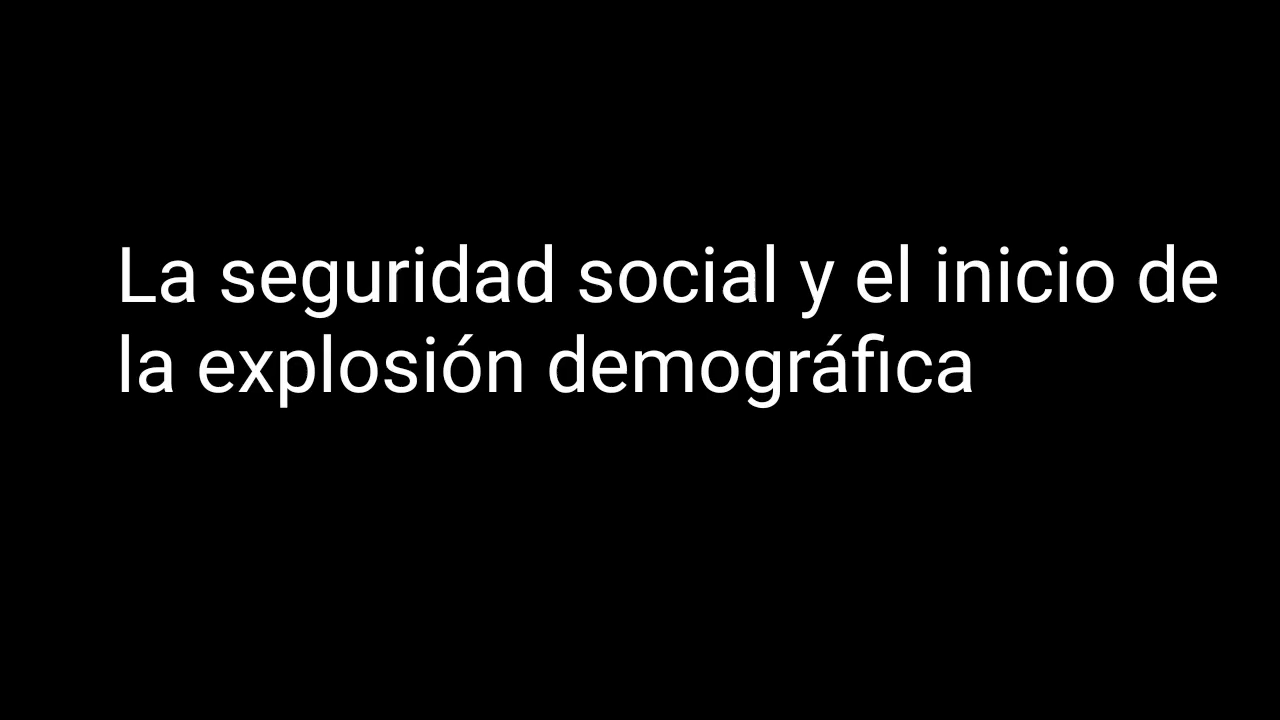 La seguridad social y el inicio de
la explosión demográfica